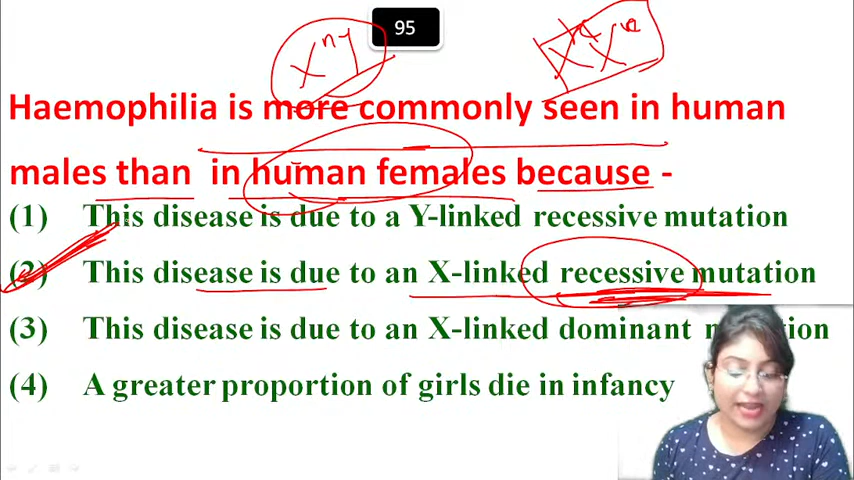 95
Haemophilia is more commonly seen in human
males than in human females because -
(1) This disease is due to a Y-linked recessive mutation
(2) This disease is due to an X-linked recessive mutation
(3) This disease is due to an X-linked dominant
(4) A greater proportion of girls die in infancy